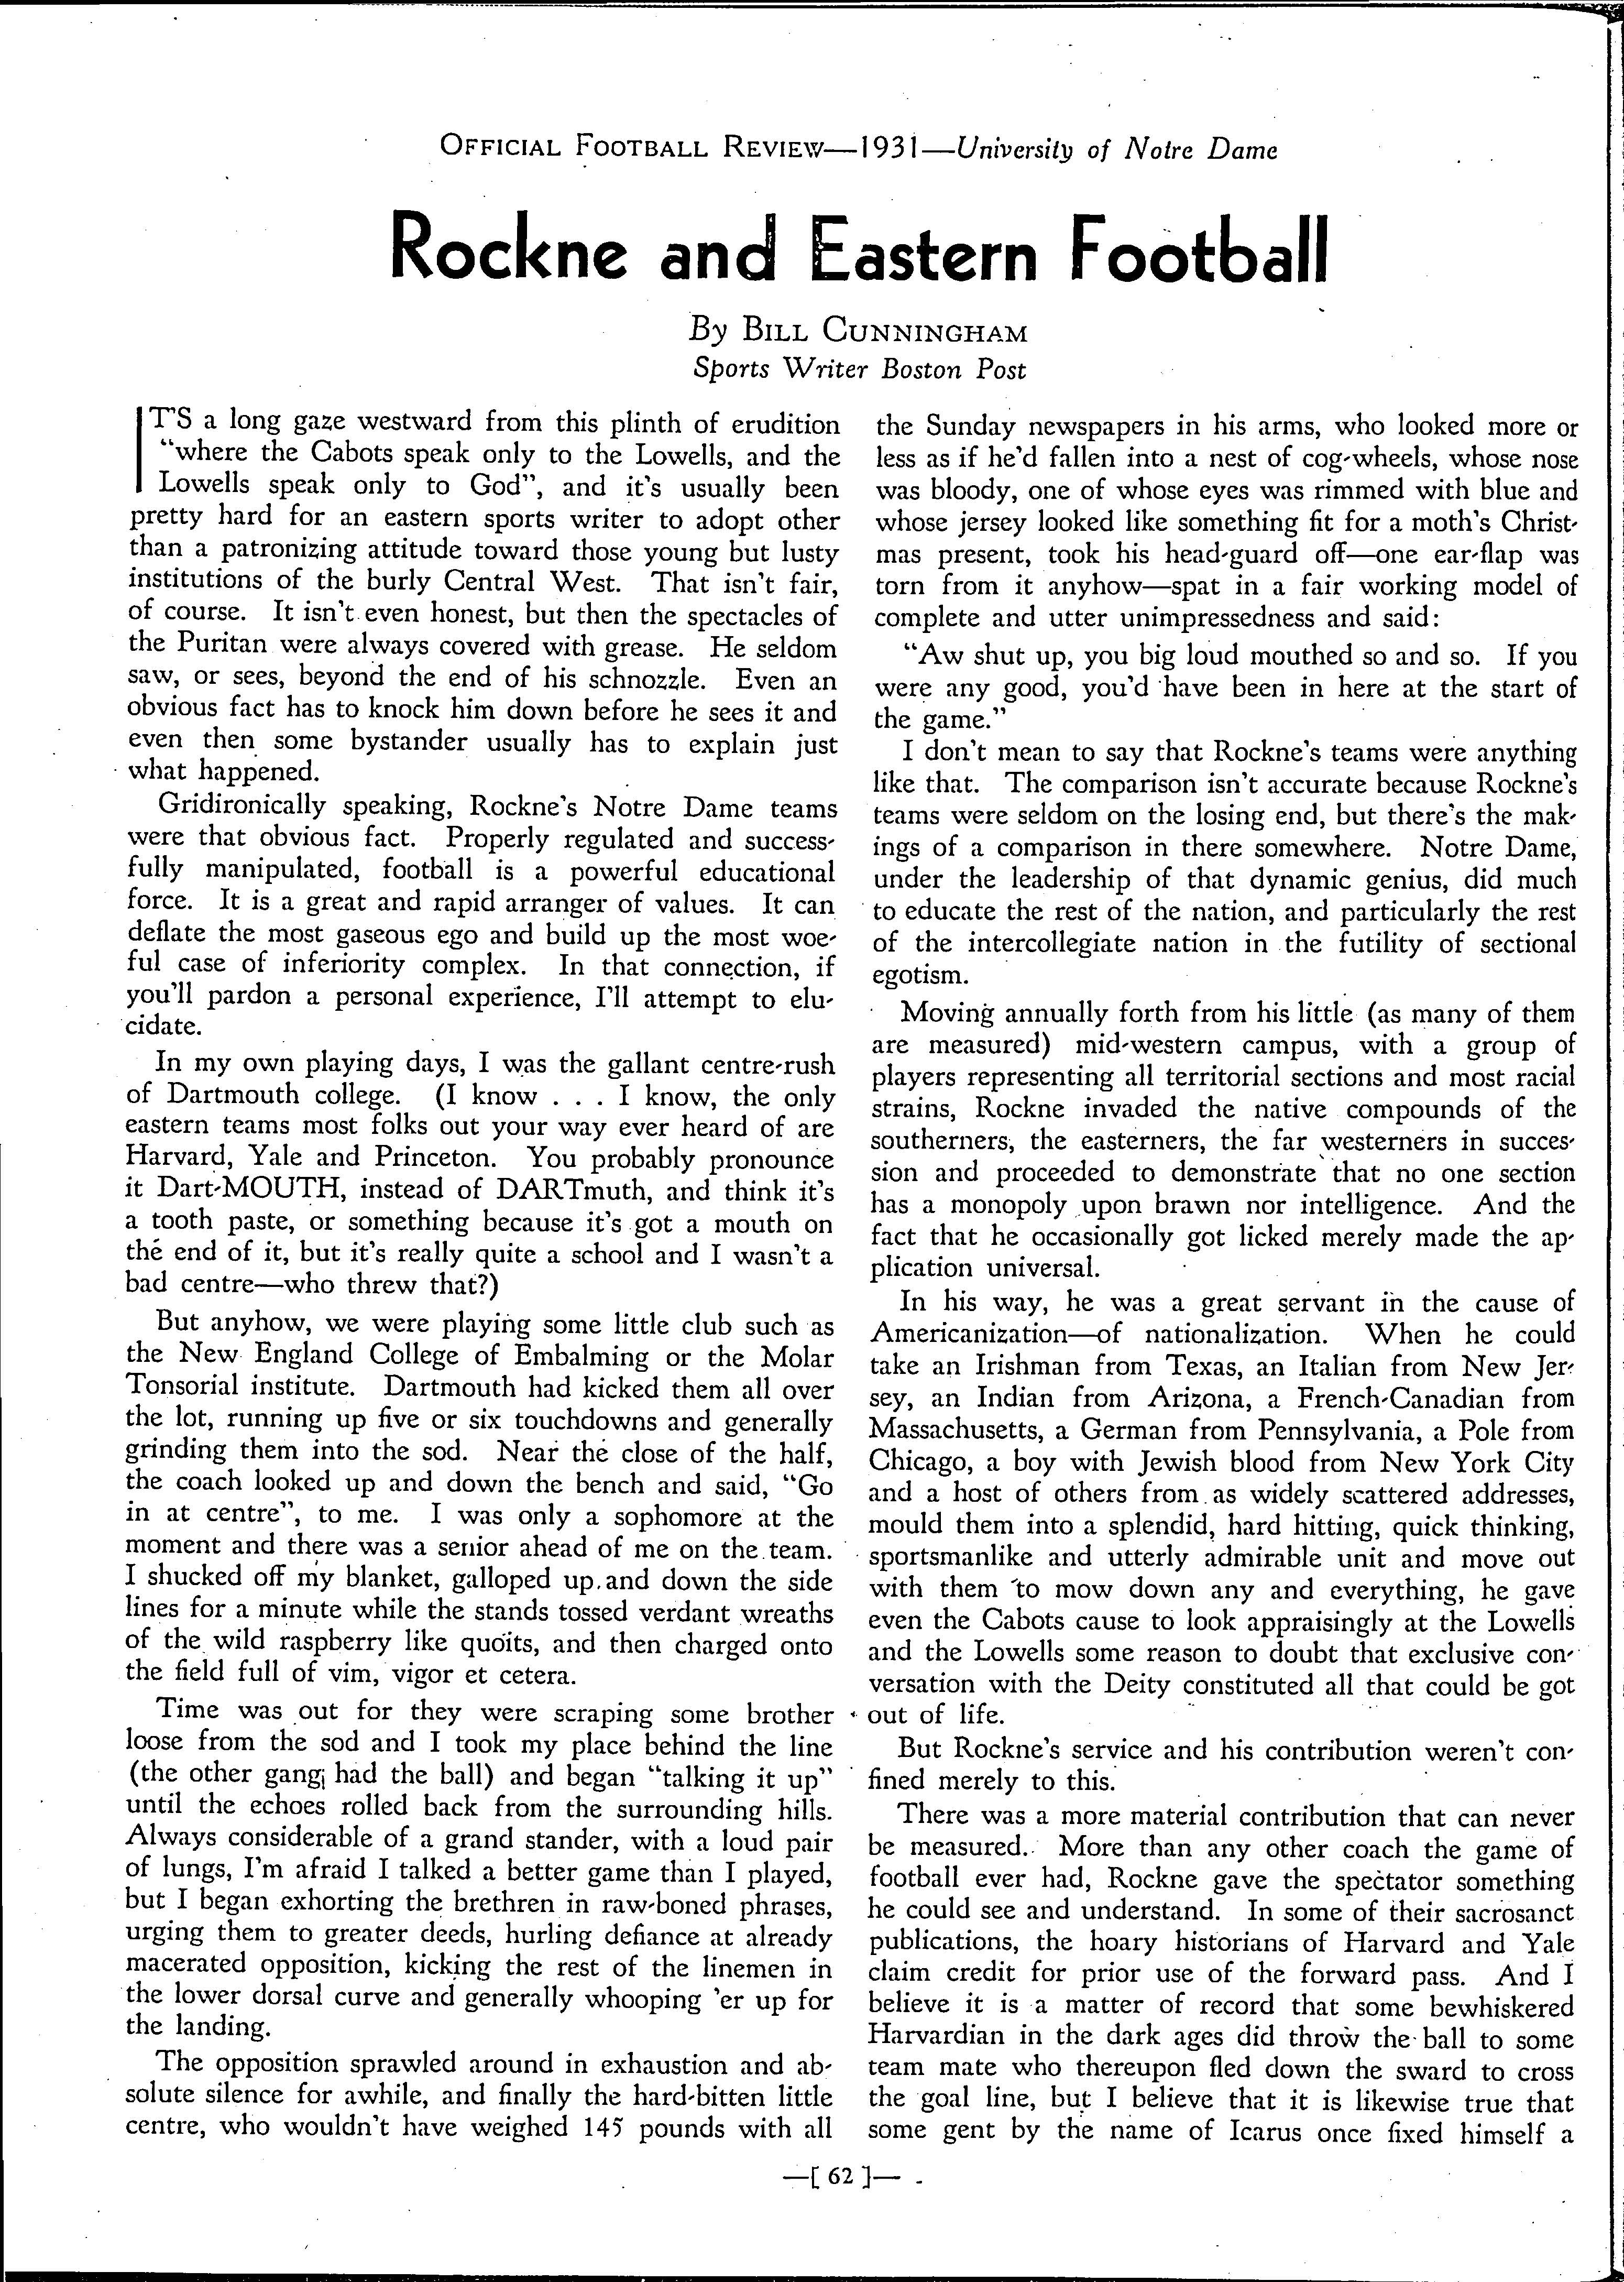 OFFICIAL FOOTBALL REVIEW—1931—University of Notre Dame
Rockne and Eastern Football
By BILL CUNNINGHAM
Sports Writer Boston Post
IT'S a long gaze westward from this plinth of erudition
"where the Cabots speak only to the Lowells, and the
Lowells speak only to God", and it's usually been
pretty hard for an eastern sports writer to adopt other
than a patronizing attitude toward those young but lusty
institutions of the burly Central West. That isn't fair,
of course. It isn't even honest, but then the spectacles of
the Puritan were always covered with grease. He seldom
saw, or sees, beyond the end of his schnozzle. Even an
obvious fact has to knock him down before he sees it and
even then some bystander usually has to explain just
what happened.
Gridironically speaking, Rockne's Notre Dame teams
were that obvious fact. Properly regulated and success-
fully manipulated, football is a powerful educational
force. It is a great and rapid arranger of values. It can
deflate the most gaseous ego and build up the most woe-
ful case of inferiority complex. In that connection, if
you'll pardon a personal experience, I'll attempt to elu-
cidate.
In my own playing days, I was the gallant centre-rush
of Dartmouth college. (I know . . . I know, the only
eastern teams most folks out your way ever heard of are
Harvard, Yale and Princeton. You probably pronounce
it Dart-MOUTH, instead of DARTmuth, and think it's
a tooth paste, or something because it's got a mouth on
the end of it, but it's really quite a school and I wasn't a
bad centre—who threw that?)
But anyhow, we were playing some little club such as
the New England College of Embalming or the Molar
Tonsorial institute. Dartmouth had kicked them all over
the lot, running up five or six touchdowns and generally
grinding them into the sod. Near the close of the half,
the coach looked up and down the bench and said, "Go
in at centre", to me. I was only a sophomore at the
moment and there was a senior ahead of me on the team.
I shucked off my blanket, galloped up and down the side
lines for a minute while the stands tossed verdant wreaths
of the wild raspberry like quoits, and then charged onto
the field full of vim, vigor et cetera.
Time was out for they were scraping some brother
loose from the sod and I took my place behind the line
(the other gang had the ball) and began "talking it up"
until the echoes rolled back from the surrounding hills.
Always considerable of a grand stander, with a loud pair
of lungs, I'm afraid I talked a better game than I played,
but I began exhorting the brethren in raw-boned phrases,
urging them to greater deeds, hurling defiance at already
macerated opposition, kicking the rest of the linemen in
the lower dorsal curve and generally whooping 'er up for
the landing.
The opposition sprawled around in exhaustion and ab-
solute silence for awhile, and finally the hard-bitten little
centre, who wouldn't have weighed 145 pounds with all
the Sunday newspapers in his arms, who looked more or
less as if he'd fallen into a nest of cog-wheels, whose nose
was bloody, one of whose eyes was rimmed with blue and
whose jersey looked like something fit for a moth's Christ-
mas present, took his head-guard off—one ear-flap was
torn from it anyhow—spat in a fair working model of
complete and utter unimpressedness and said:
"Aw shut up, you big loud mouthed so and so. If you
were any good, you'd have been in here at the start of
the game."
I don't mean to say that Rockne's teams were anything
like that. The comparison isn't accurate because Rockne's
teams were seldom on the losing end, but there's the mak-
ings of a comparison in there somewhere. Notre Dame,
under the leadership of that dynamic genius, did much
to educate the rest of the nation, and particularly the rest
of the intercollegiate nation in the futility of sectional
egotism.
Moving annually forth from his little (as many of them
are measured) mid-western campus, with a group of
players representing all territorial sections and most racial
strains, Rockne invaded the native compounds of the
southerners, the easterners, the far westerners in succes-
sion and proceeded to demonstrate that no one section
has a monopoly upon brawn nor intelligence. And the
fact that he occasionally got licked merely made the ap-
plication universal.
In his way, he was a great servant in the cause of
Americanization—of nationalization. When he could
take an Irishman from Texas, an Italian from New Jer-
sey, an Indian from Arizona, a French-Canadian from
Massachusetts, a German from Pennsylvania, a Pole from
Chicago, a boy with Jewish blood from New York City
and a host of others from as widely scattered addresses,
mould them into a splendid, hard hitting, quick thinking,
sportsmanlike and utterly admirable unit and move out
with them to mow down any and everything, he gave
even the Cabots cause to look appraisingly at the Lowells
and the Lowells some reason to doubt that exclusive con-
versation with the Deity constituted all that could be got
out of life.
But Rockne's service and his contribution weren't con-
fined merely to this.
There was a more material contribution that can never
be measured. More than any other coach the game of
football ever had, Rockne gave the spectator something
he could see and understand. In some of their sacrosanct
publications, the hoary historians of Harvard and Yale
claim credit for prior use of the forward pass. And I
believe it is a matter of record that some bewhiskered
Harvardian in the dark ages did throw the ball to some
team mate who thereupon fled down the sward to cross
the goal line, but I believe that it is likewise true that
some gent by the name of Icarus once fixed himself a
—[ 62 ]—